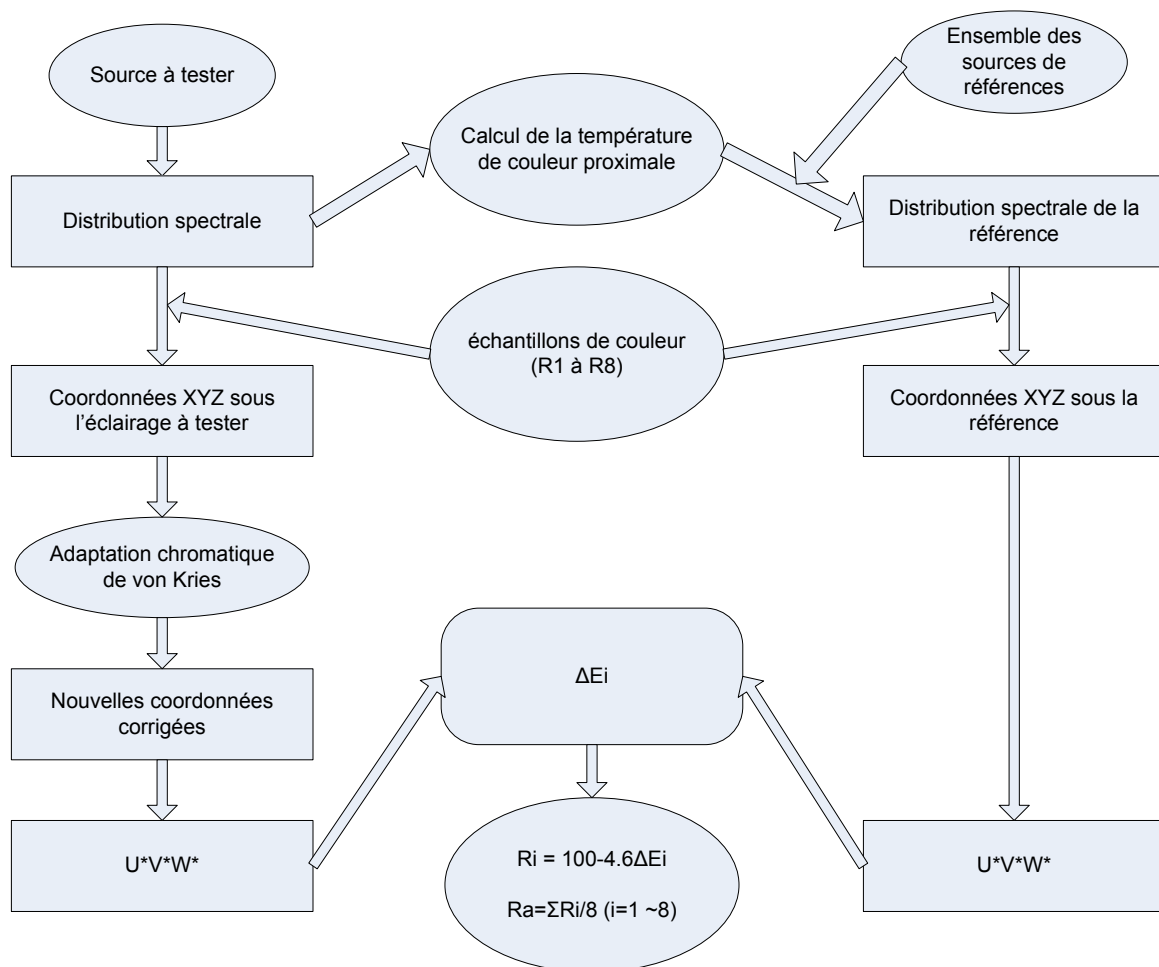 Source à tester
Ensemble des
sources de
références
Calcul de la température
de couleur proximale
Distribution spectrale
Distribution spectrale de la
référence
échantillons de couleur
(R1 à R8)
Coordonnées XYZ sous
l’éclairage à tester
Coordonnées XYZ sous la
référence
Adaptation chromatique
de von Kries
Nouvelles coordonnées
corrigées
ΔEi
U*V*W*
Ri = 100-4.6ΔEi
Ra=ΣRi/8 (i=1 ~8)
U*V*W*